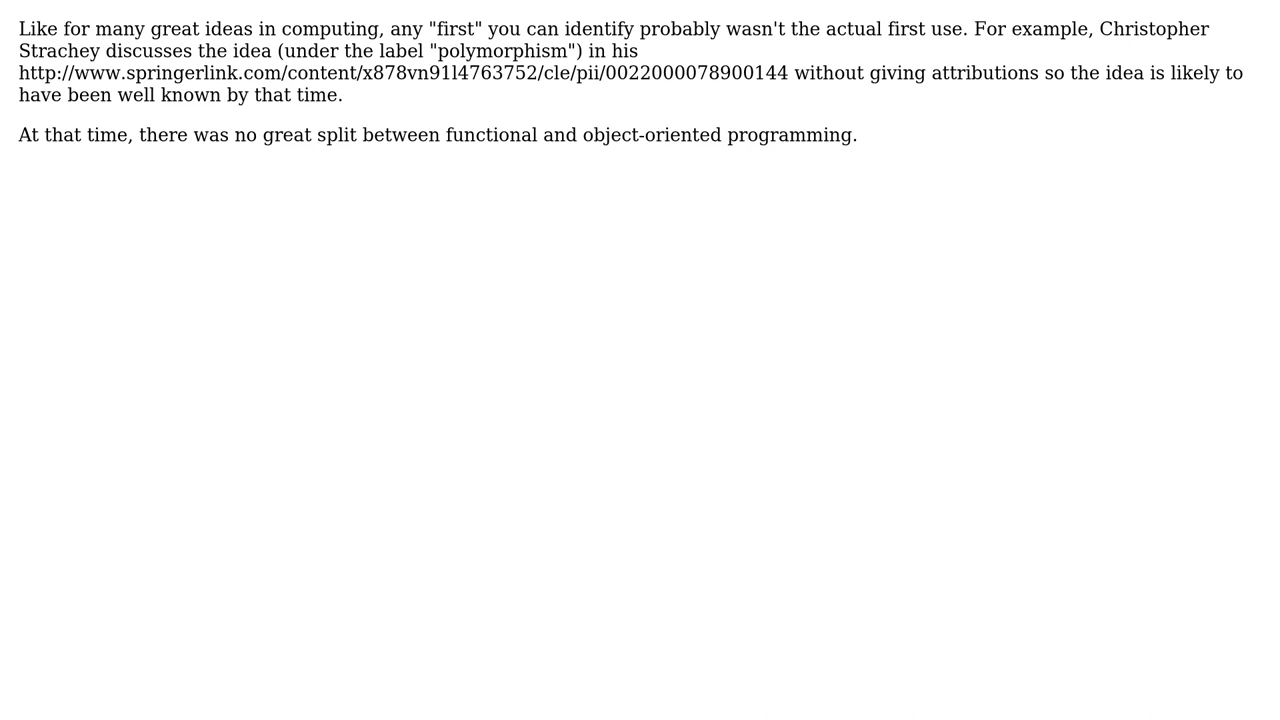 Like for many great ideas in computing, any "first" you can identify probably wasn't the actual first use. For example, Christopher
Strachey discusses the idea (under the label "polymorphism") in his
http://www.springerlink.com/content/x878vn91l4763752/cle/pii/0022000078900144 without giving attributions so the idea is likely to
have been well known by that time.
At that time, there was no great split between functional and object-oriented programming.